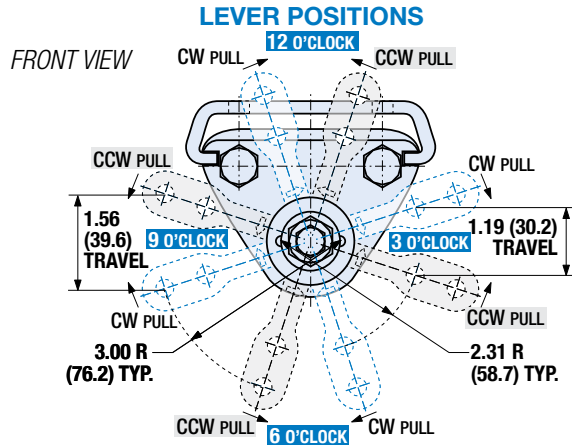 LEVER POSITIONS
FRONT VIEW
12 O'CLOCK
CW PULL
CCW PULL
CCW PULL
CW PULL
1.56
(39.6)
TRAVEL
9 O'CLOCK
3 O'CLOCK
1.19 (30.2)
TRAVEL
CW PULL
CCW PULL
3.00 R
(76.2) TYP.
2.31 R
(58.7) TYP.
CCW PULL
6 O'CLOCK
CW PULL